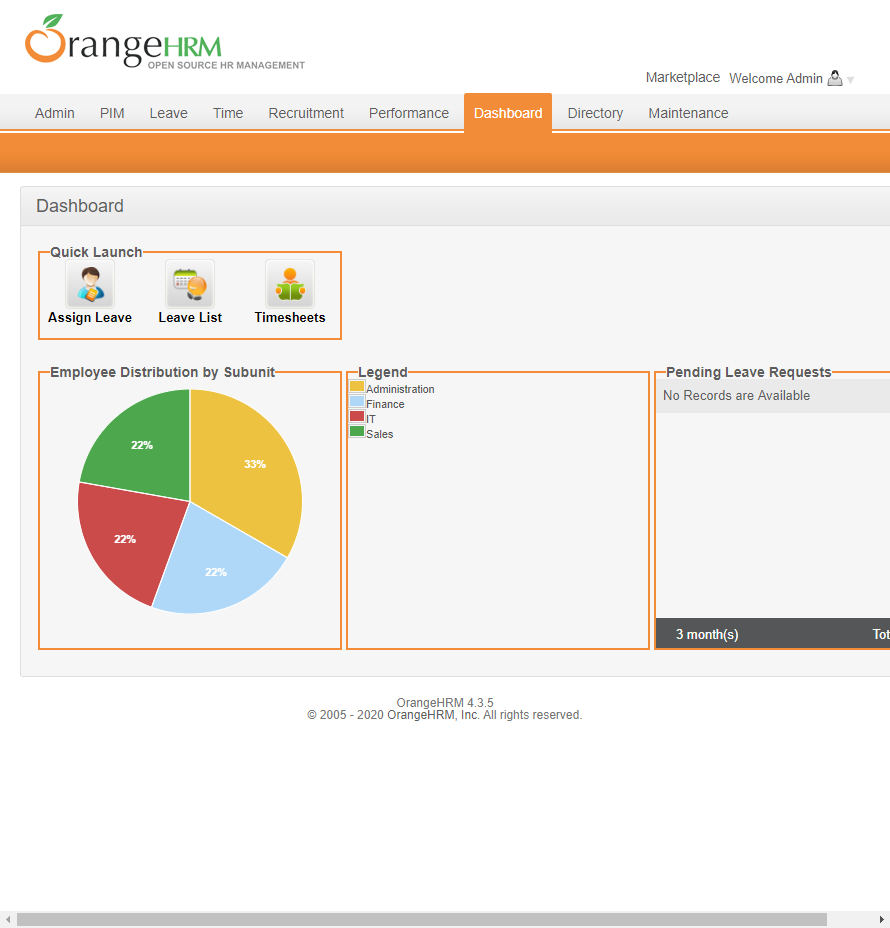 OrangeHRM
OPEN SOURCE HR MANAGEMENT
Marketplace Welcome Admin
Admin PIM Leave Time Recruitment Performance Dashboard Directory Maintenance
Dashboard
Quick Launch
Assign Leave Leave List Timesheets
Employee Distribution by Subunit
22% 33% 22% 22%
Legend
Administration
Finance
IT
Sales
Pending Leave Requests
No Records are Available
3 month(s) Tot
OrangeHRM 4.3.5
© 2005 - 2020 OrangeHRM, Inc. All rights reserved.